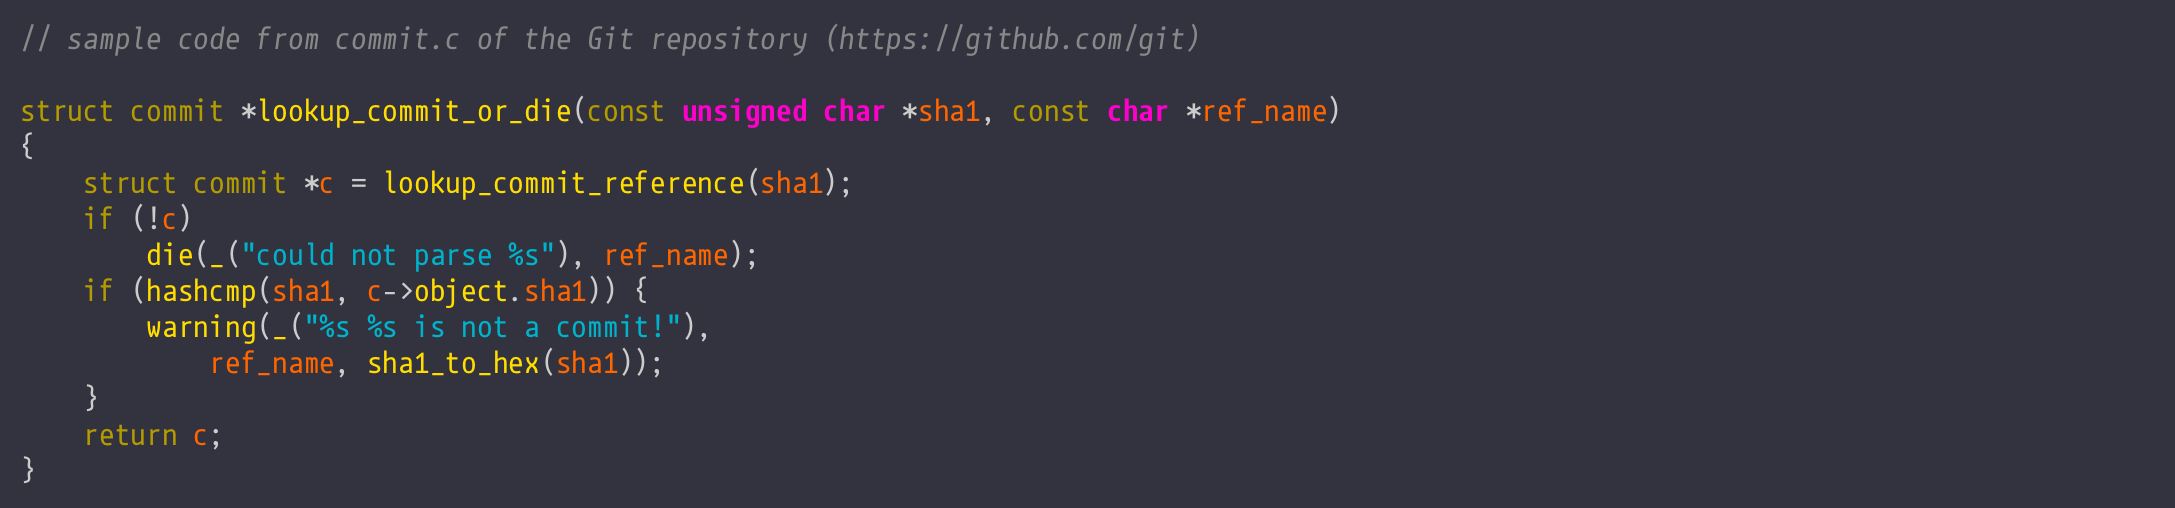 // sample code from commit.c of the Git repository (https://github.com/git)

struct commit *lookup_commit_or_die(const unsigned char *sha1, const char *ref_name)
{
    struct commit *c = lookup_commit_reference(sha1);
    if (!c)
        die(_("could not parse %s"), ref_name);
    if (hashcmp(sha1, c->object.sha1)) {
        warning(_("%s %s is not a commit!"),
            ref_name, sha1_to_hex(sha1));
    }
    return c;
}